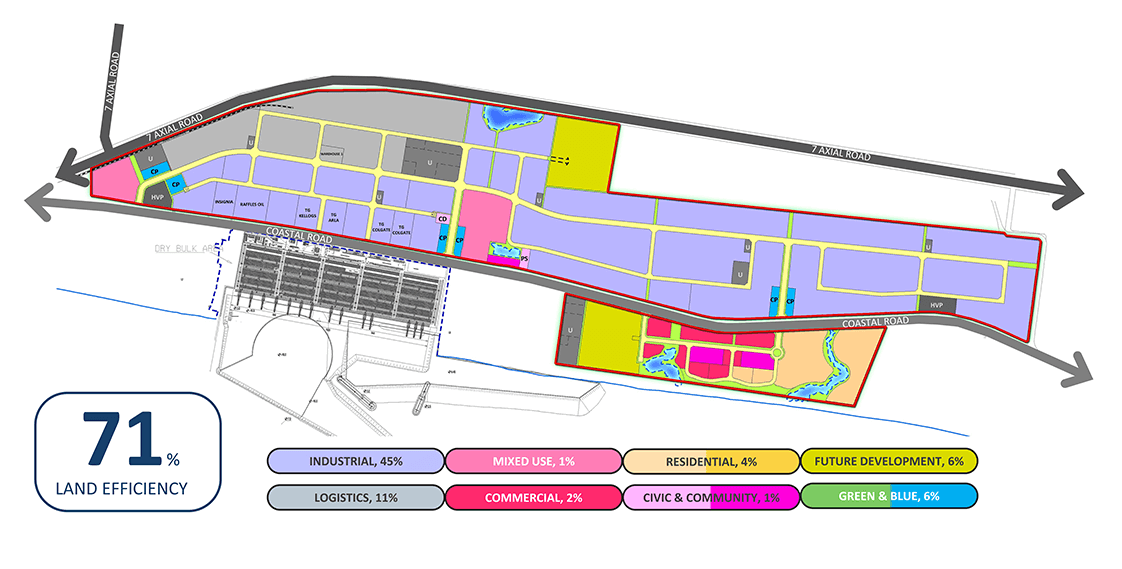 7 AXIAL ROAD
7 AXIAL ROAD
7 AXIAL ROAD
U
U
WAREHOUSE 1
U
CP
CP
HVP
INSIGNIA
RAFFLES OIL
TG KELLOGS
TG ARLA
U
TG COLGATE
TG COLGATE
CD
CP
CP
U
PS
U
U
U
CP
CP
HVP
COASTAL ROAD
COASTAL ROAD
DRY BULK AR
U
71%
LAND EFFICIENCY
INDUSTRIAL, 45%
MIXED USE, 1%
RESIDENTIAL, 4%
FUTURE DEVELOPMENT, 6%
LOGISTICS, 11%
COMMERCIAL, 2%
CIVIC & COMMUNITY, 1%
GREEN & BLUE, 6%